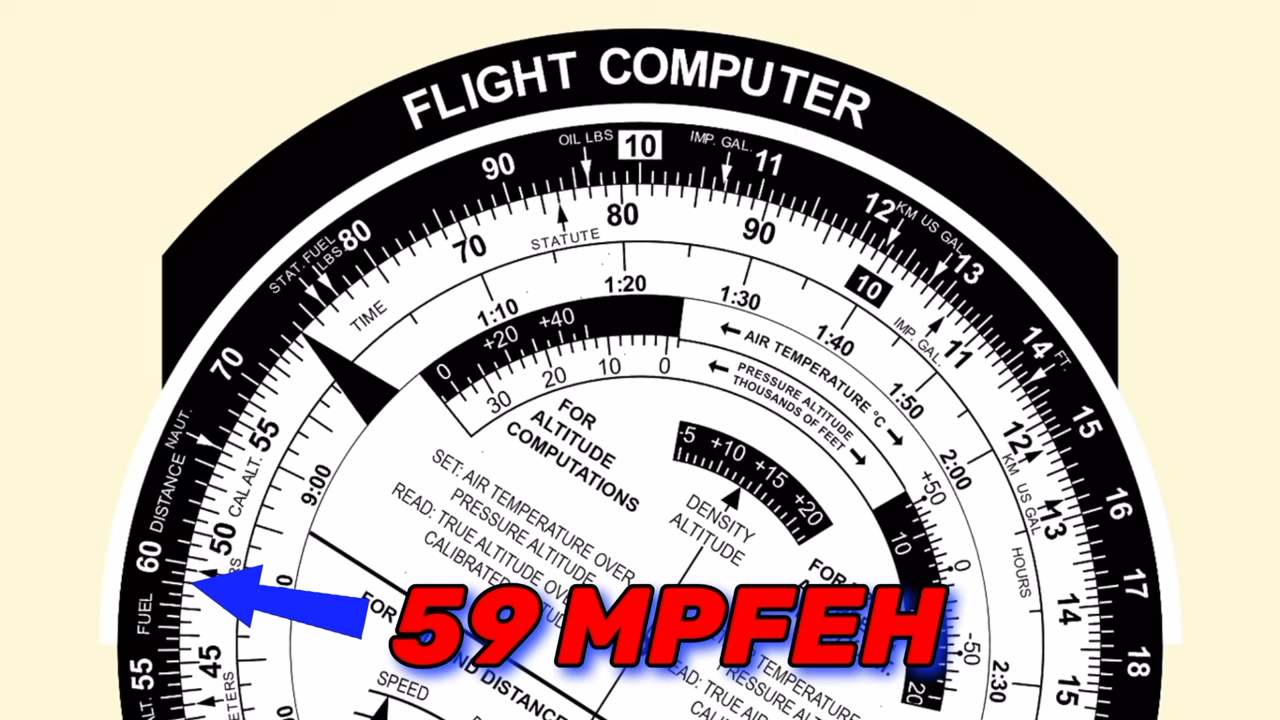 FLIGHT COMPUTER
OIL LBS
10
IMP. GAL.
11
90
12
KM
US GAL.
13
80
STAT. FUEL
LBS
14
FT.
70
15
DISTANCE NAUT.
16
60
17
FUEL
55
18
80
90
10
IMP. GAL.
11
70
STATUTE
TIME
12
KM
US GAL
13
55
CAL ALT.
50
45
14
15
HOURS
1:10
1:20
1:30
1:40
1:50
2:00
2:30
9:00
0
+20
+40
30
20
10
0
AIR TEMPERATURE °C
PRESSURE ALTITUDE
THOUSANDS OF FEET
+50
0
-50
10
20
FOR
ALTITUDE
COMPUTATIONS
SET: AIR TEMPERATURE OVER
PRESSURE ALTITUDE
READ: TRUE ALTITUDE OVER
-5 +10 +15 +20
DENSITY
ALTITUDE
59 MPFEH
SPEED